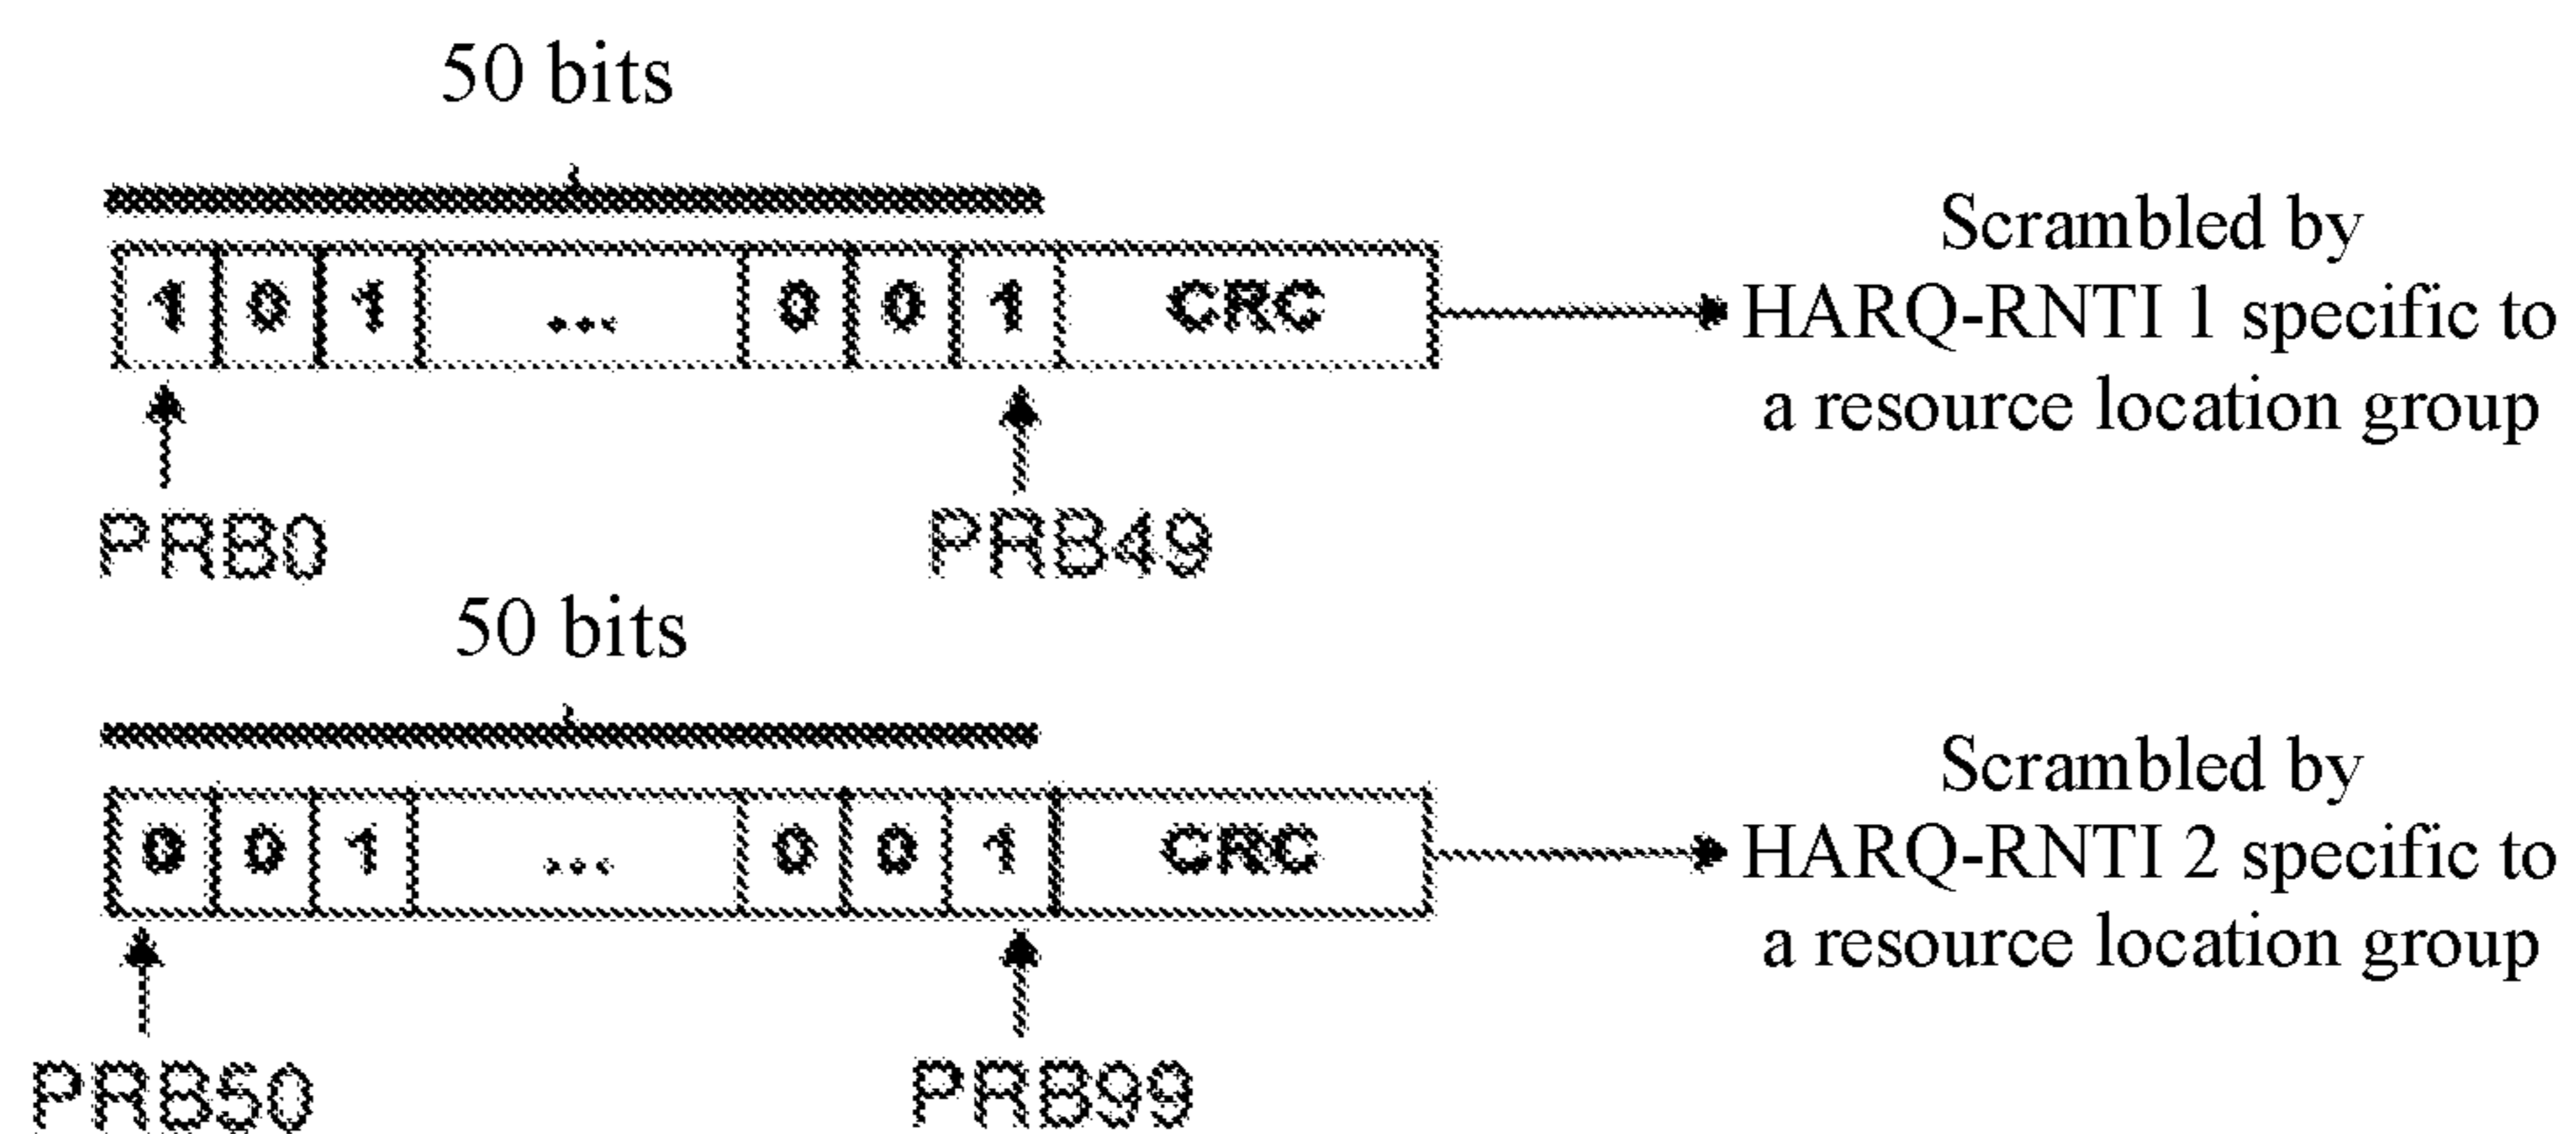 50 bits
1 0 1 ... 0 0 1 CRC
Scrambled by
HARQ-RNTI 1 specific to
a resource location group
PRB0
PRB49
50 bits
0 0 1 ... 0 0 1 CRC
Scrambled by
HARQ-RNTI 2 specific to
a resource location group
PRB50
PRB99